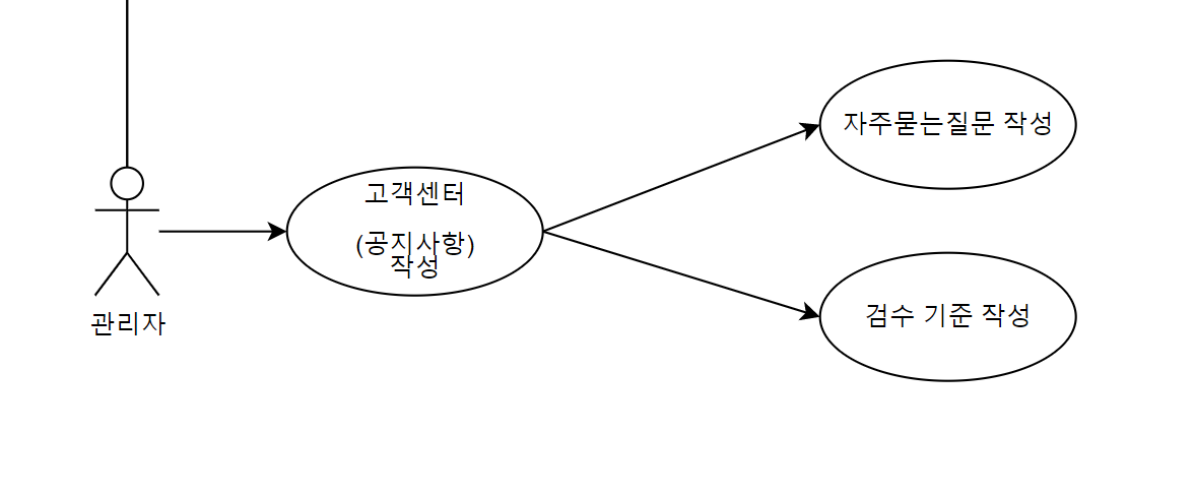 자주묻는질문 작성
고객센터
(공지사항)
작성
관리자
검수 기준 작성